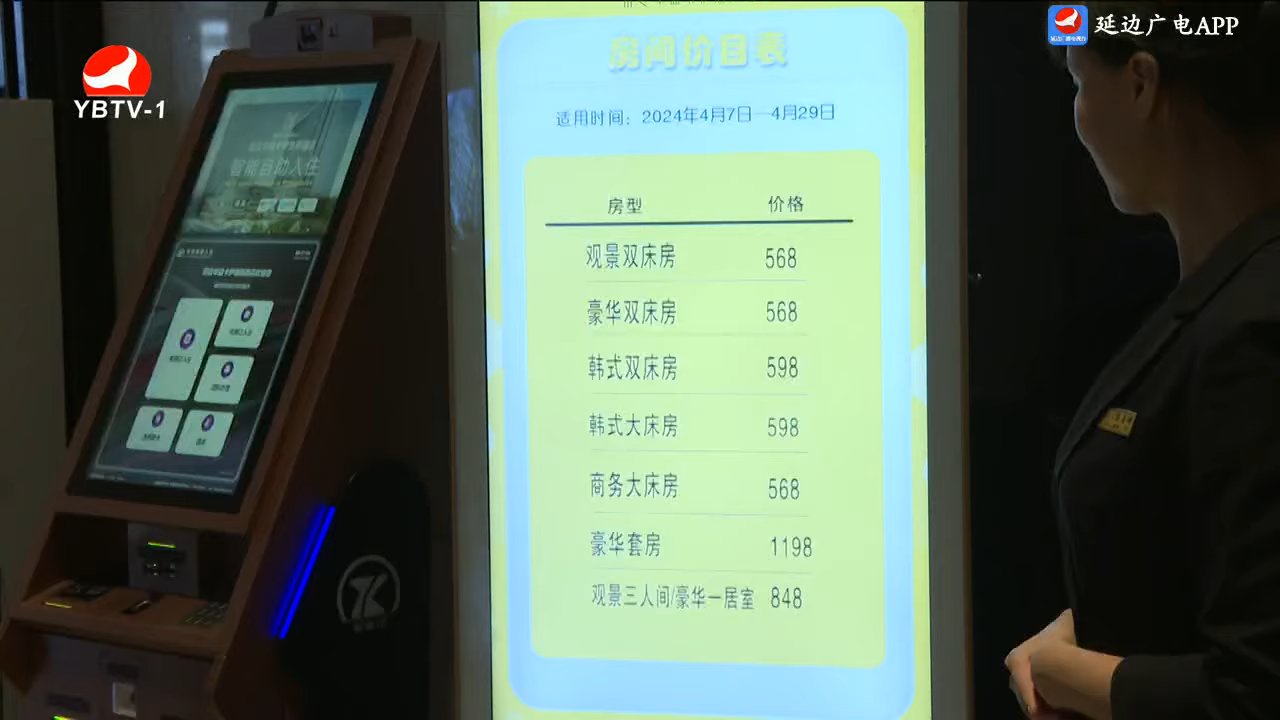 YBTV-1
延边广电APP
智能自助入住
房间价目表
适用时间：2024年4月7日—4月29日
房型 价格
观景双床房 568
豪华双床房 568
韩式双床房 598
韩式大床房 598
商务大床房 568
豪华套房 1198
观景三人间/豪华一居室 848